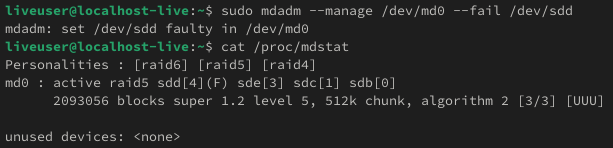 liveuser@localhost-live:~$ sudo mdadm --manage /dev/md0 --fail /dev/sdd
mdadm: set /dev/sdd faulty in /dev/md0
liveuser@localhost-live:~$ cat /proc/mdstat
Personalities : [raid6] [raid5] [raid4]
md0 : active raid5 sdd[4](F) sde[3] sdc[1] sdb[0]
      2093056 blocks super 1.2 level 5, 512k chunk, algorithm 2 [3/3] [UUU]

unused devices: <none>